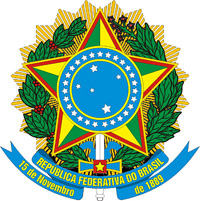 REPÚBLICA FEDERATIVA DO BRASIL
15 de Novembro
de 1889